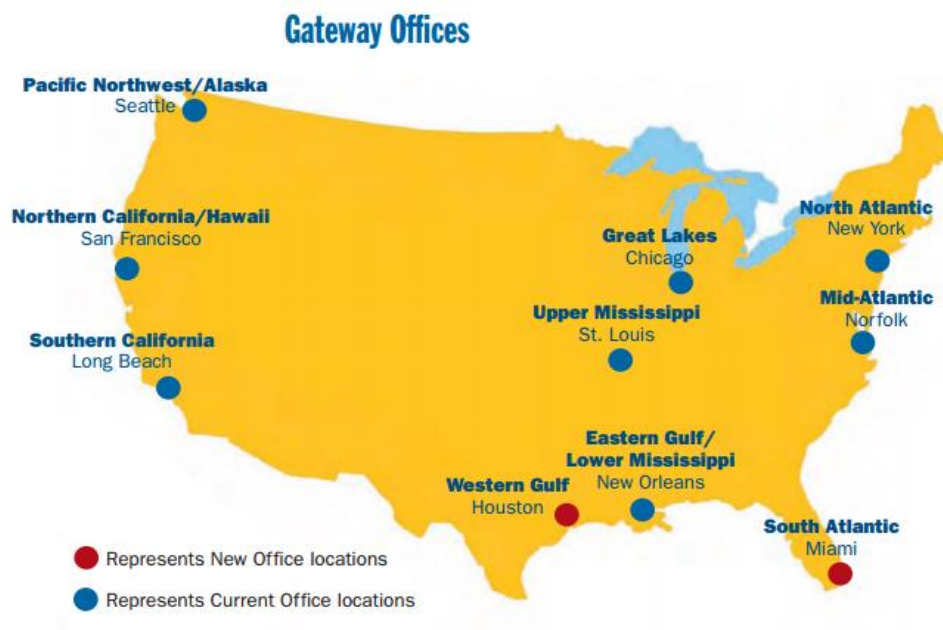 Gateway Offices
Pacific Northwest/Alaska
Seattle
Northern California/Hawaii
San Francisco
Southern California
Long Beach
Great Lakes
Chicago
North Atlantic
New York
Upper Mississippi
St. Louis
Mid-Atlantic
Norfolk
Eastern Gulf/
Lower Mississippi
New Orleans
Western Gulf
Houston
South Atlantic
Miami
Represents New Office locations
Represents Current Office locations